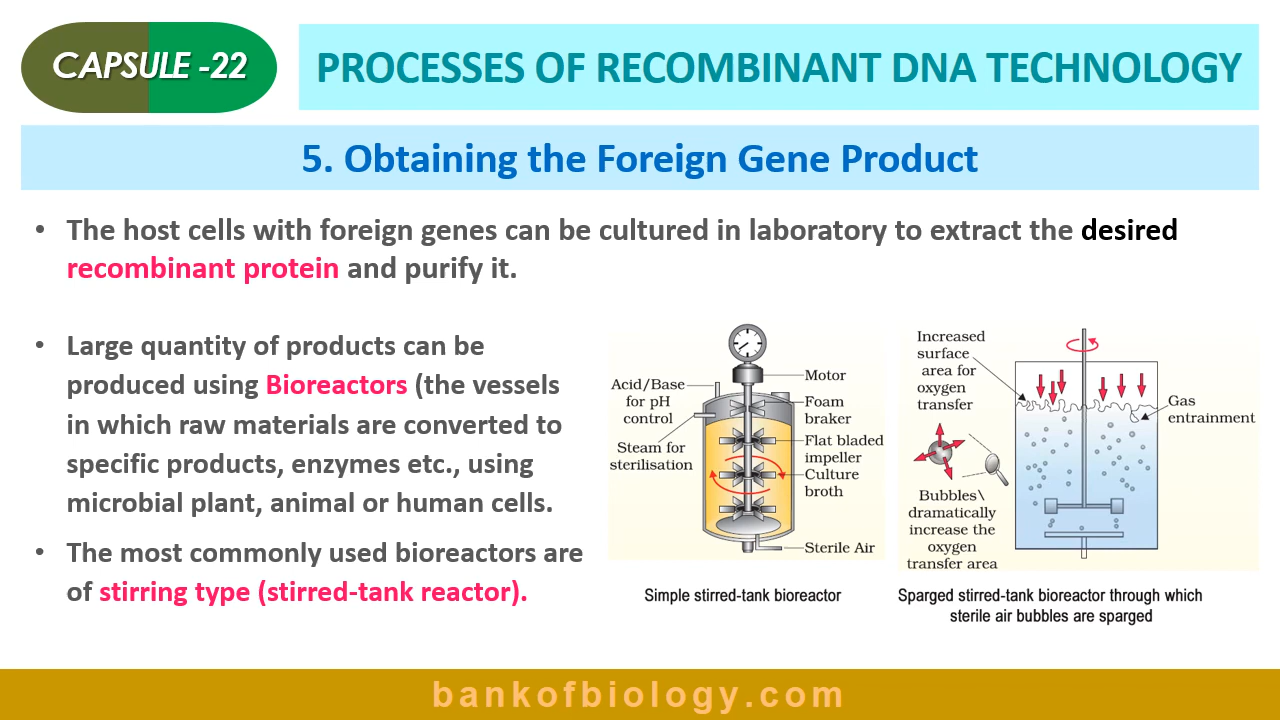 CAPSULE -22
PROCESSES OF RECOMBINANT DNA TECHNOLOGY
5. Obtaining the Foreign Gene Product
• The host cells with foreign genes can be cultured in laboratory to extract the desired
recombinant protein and purify it.
• Large quantity of products can be
produced using Bioreactors (the vessels
in which raw materials are converted to
specific products, enzymes etc., using
microbial plant, animal or human cells.
• The most commonly used bioreactors are
of stirring type (stirred-tank reactor).
Acid/Base
for pH
control
Steam for
sterilisation
Motor
Foam
braker
Flat bladed
impeller
Culture
broth
Sterile Air
Simple stirred-tank bioreactor
Increased
surface
area for
oxygen
transfer
Gas
entrainment
Bubbles\
dramatically
increase the
oxygen
transfer area
Sparged stirred-tank bioreactor through which
sterile air bubbles are sparged
bankofbiology.com